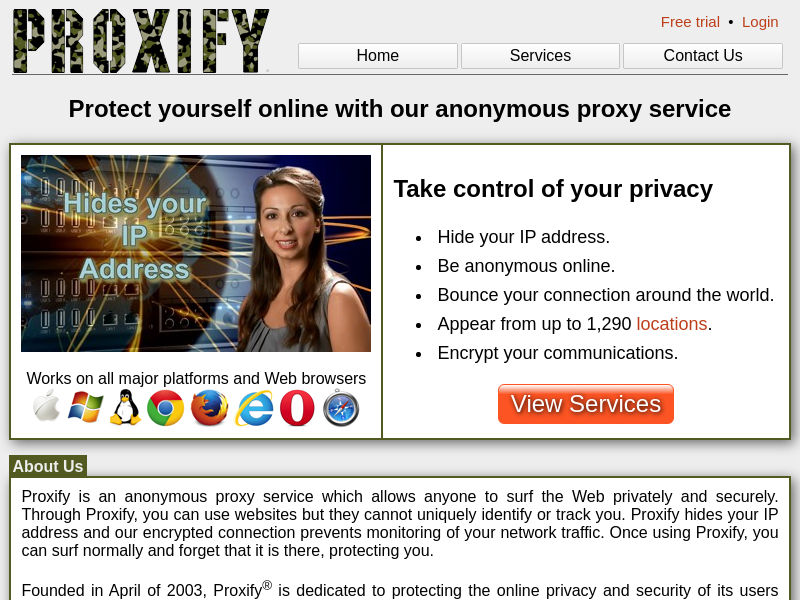 PROXIFY
Free trial • Login
Home
Services
Contact Us
Protect yourself online with our anonymous proxy service
Hides your
IP
Address
Works on all major platforms and Web browsers
Take control of your privacy
• Hide your IP address.
• Be anonymous online.
• Bounce your connection around the world.
• Appear from up to 1,290 locations.
• Encrypt your communications.
View Services
About Us
Proxify is an anonymous proxy service which allows anyone to surf the Web privately and securely.
Through Proxify, you can use websites but they cannot uniquely identify or track you. Proxify hides your IP
address and our encrypted connection prevents monitoring of your network traffic. Once using Proxify, you
can surf normally and forget that it is there, protecting you.
Founded in April of 2003, Proxify® is dedicated to protecting the online privacy and security of its users